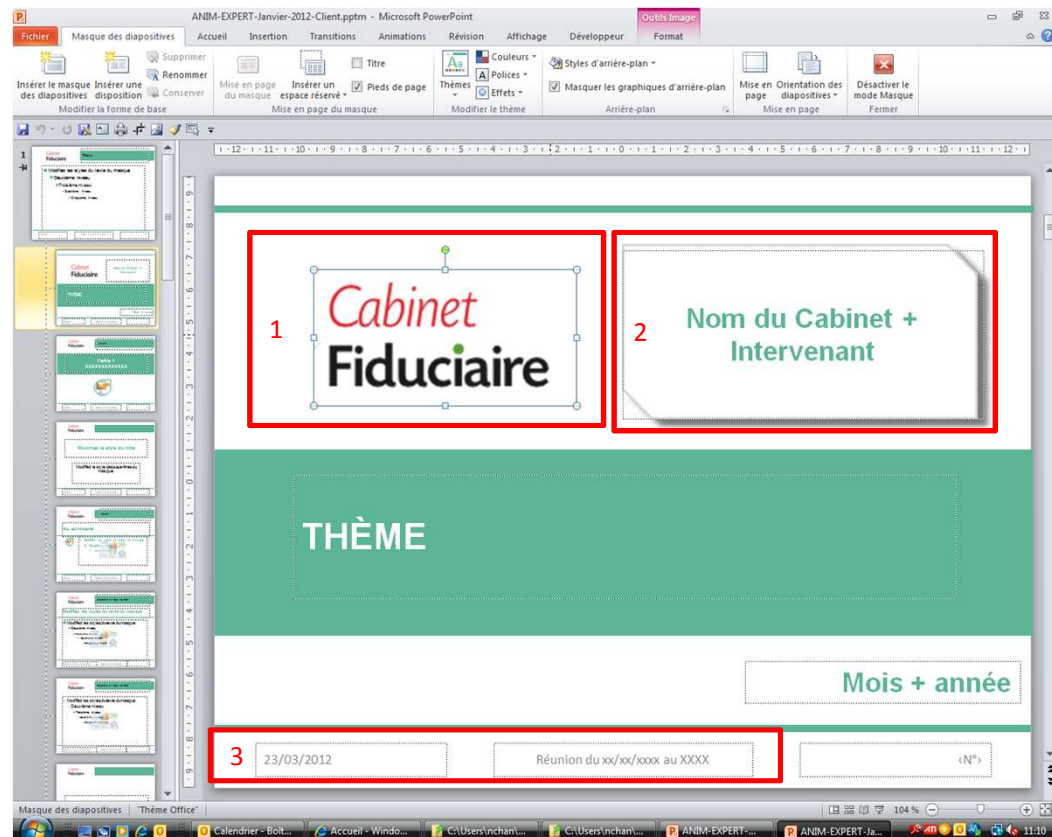 ANIM-EXPERT-Janvier-2012-Client.pptm - Microsoft PowerPoint
Outils Image
Fichier
Masque des diapositives
Accueil
Insertion
Transitions
Animations
Révision
Affichage
Développeur
Format
Insérer le masque des diapositives
Insérer une disposition
Supprimer
Renommer
Conserver
Modifier la forme de base
Mise en page du masque
Insérer un espace réservé
Titre
Pieds de page
Mise en page du masque
Thèmes
Couleurs
Polices
Effets
Modifier le thème
Styles d'arrière-plan
Masquer les graphiques d'arrière-plan
Arrière-plan
Mise en page
Orientation des diapositives
Mise en page
Désactiver le mode Masque
Fermer
1
Cabinet
Fiduciaire
2
Nom du Cabinet +
Intervenant
THÈME
Mois + année
3
23/03/2012
Réunion du xx/xx/xxxx au XXXX
‹N°›
Masque des diapositives
"Thème Office"
104 %
Calendrier - Boit...
Accueil - Windo...
C:\Users\nchan\...
C:\Users\nchan\...
ANIM-EXPERT-...
ANIM-EXPERT-Ja...
11:10